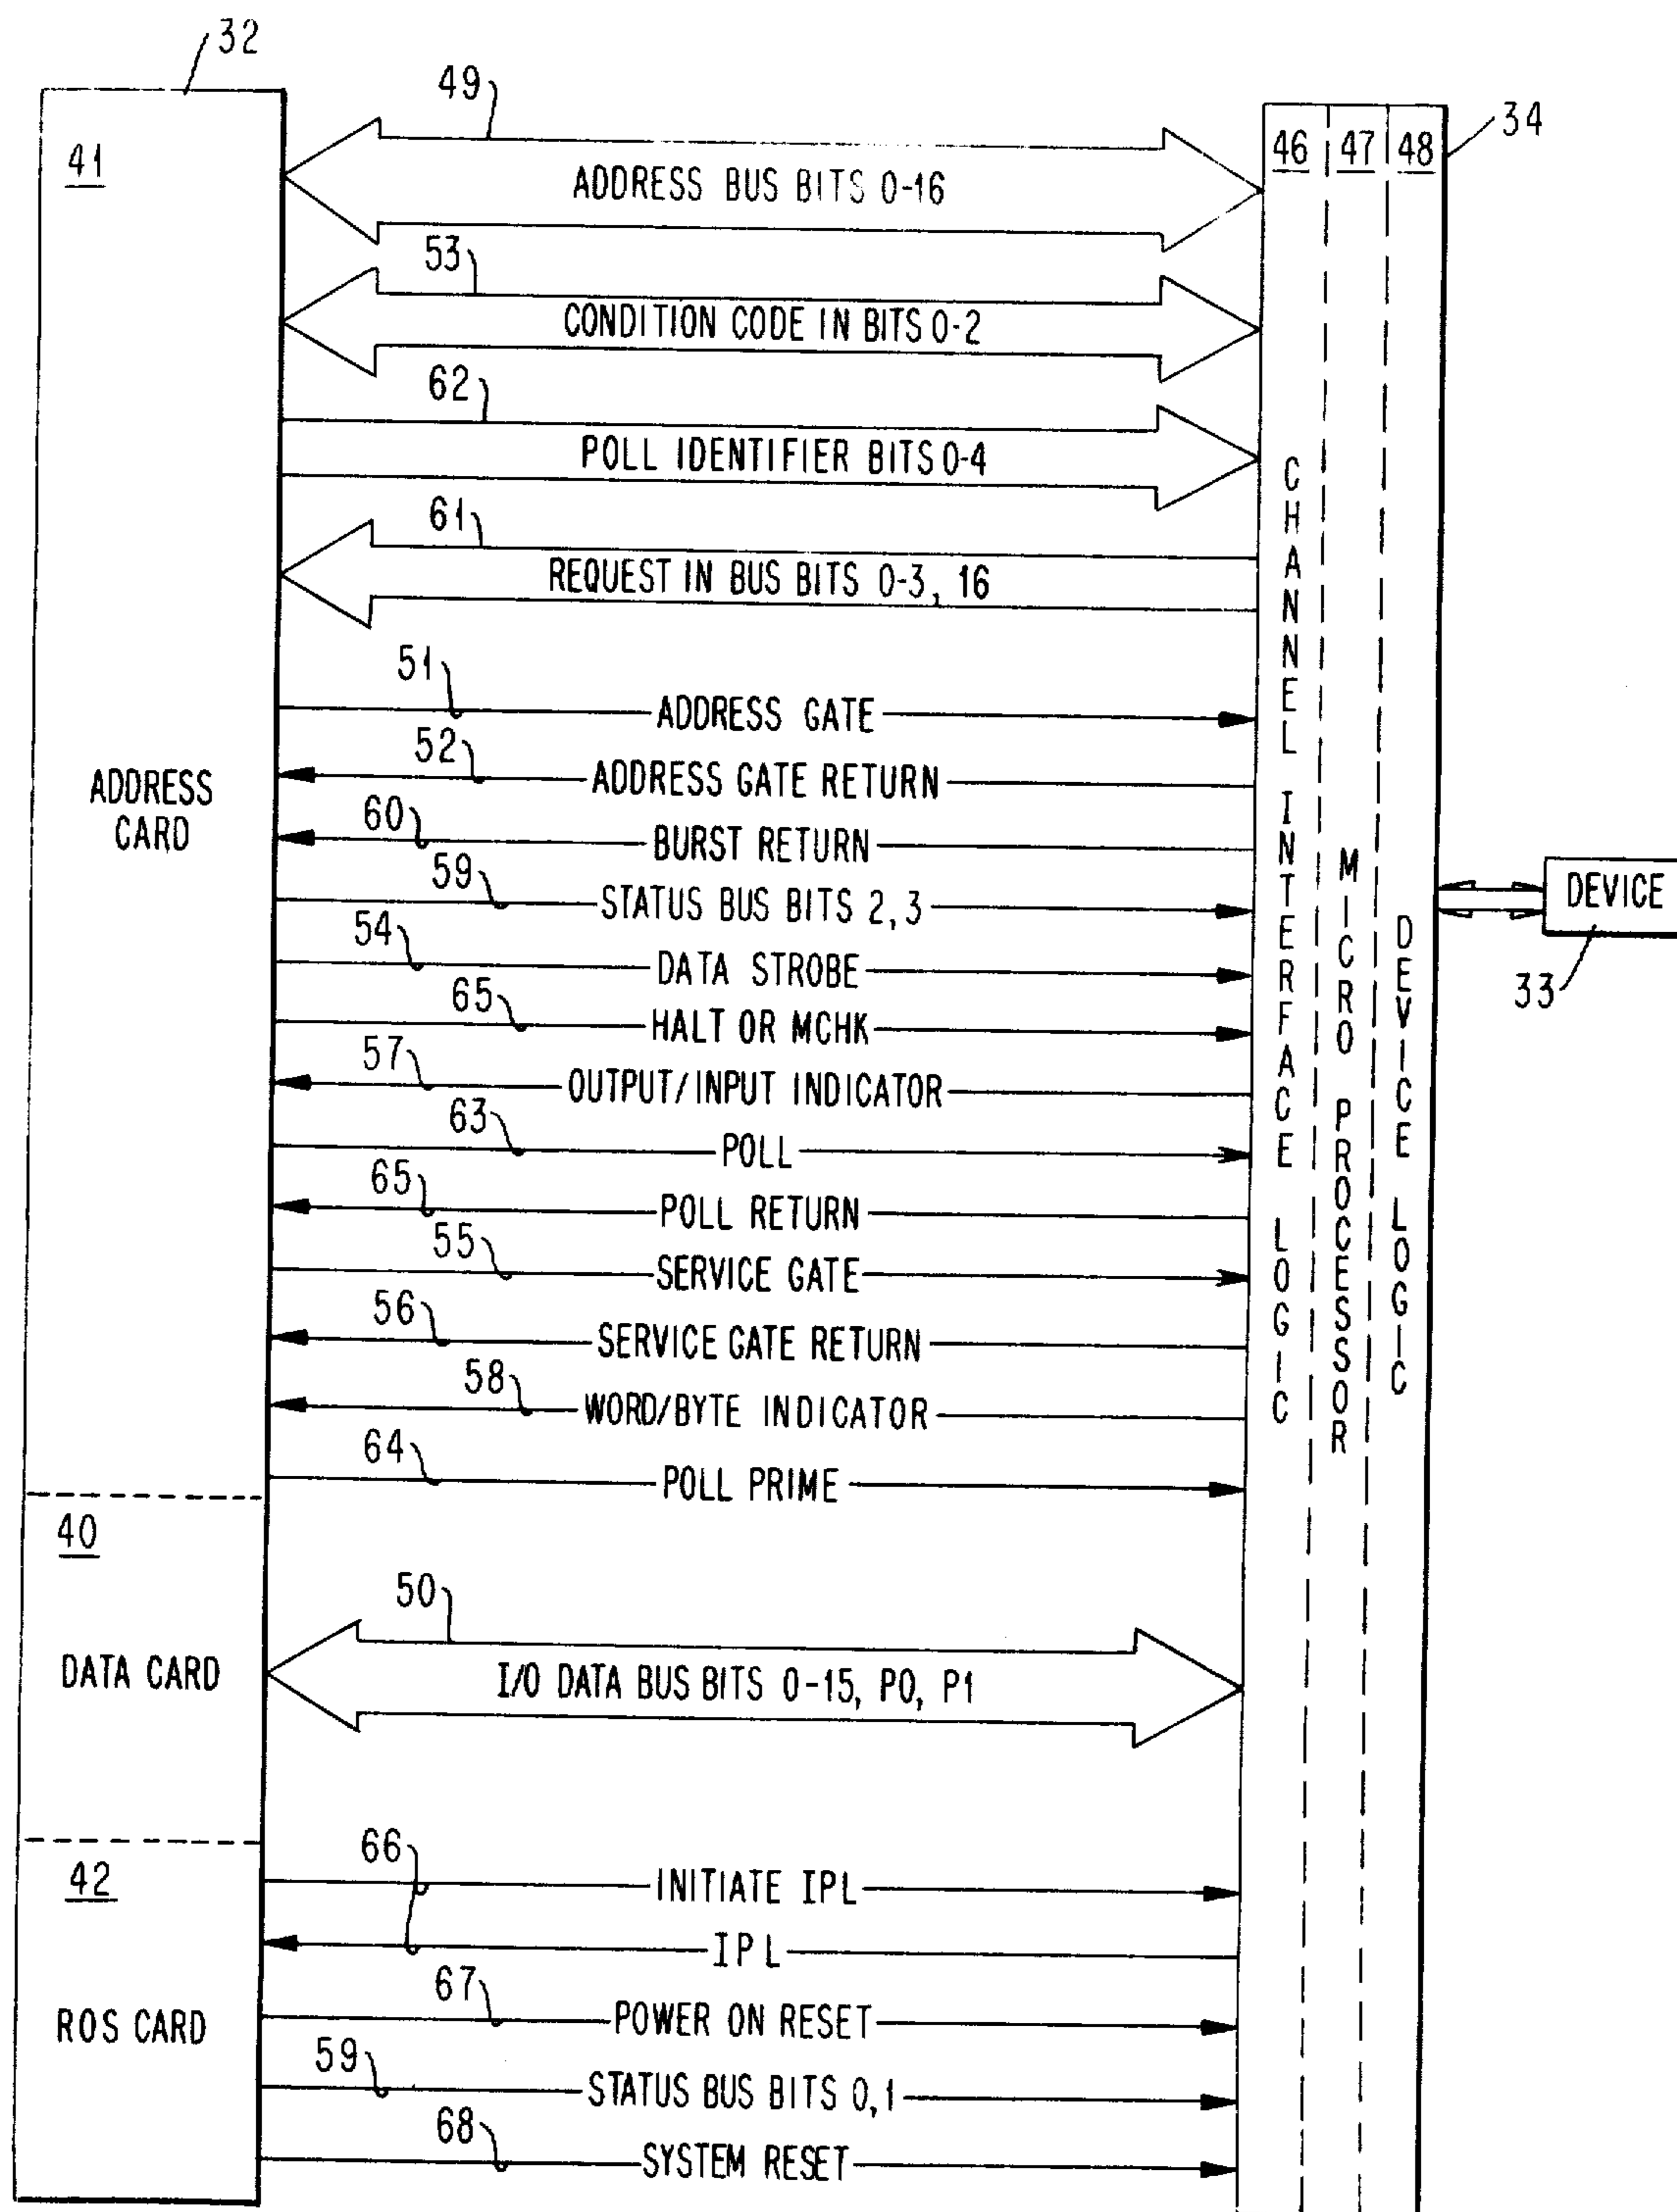 32
41
49
ADDRESS BUS BITS 0-16
46 47 48
34
53
CONDITION CODE IN BITS 0-2
62
POLL IDENTIFIER BITS 0-4
61
REQUEST IN BUS BITS 0-3, 16
51
ADDRESS GATE
52
ADDRESS GATE RETURN
ADDRESS
CARD
60
BURST RETURN
59
STATUS BUS BITS 2,3
54
DATA STROBE
65
HALT OR MCHK
57
OUTPUT/INPUT INDICATOR
63
POLL
65
POLL RETURN
55
SERVICE GATE
56
SERVICE GATE RETURN
58
WORD/BYTE INDICATOR
64
POLL PRIME
CHANNEL INTERFACE LOGIC
MICRO PROCESSOR
DEVICE LOGIC
DEVICE
33
40
DATA CARD
50
I/O DATA BUS BITS 0-15, P0, P1
42
ROS CARD
66
INITIATE IPL
IPL
67
POWER ON RESET
59
STATUS BUS BITS 0,1
68
SYSTEM RESET